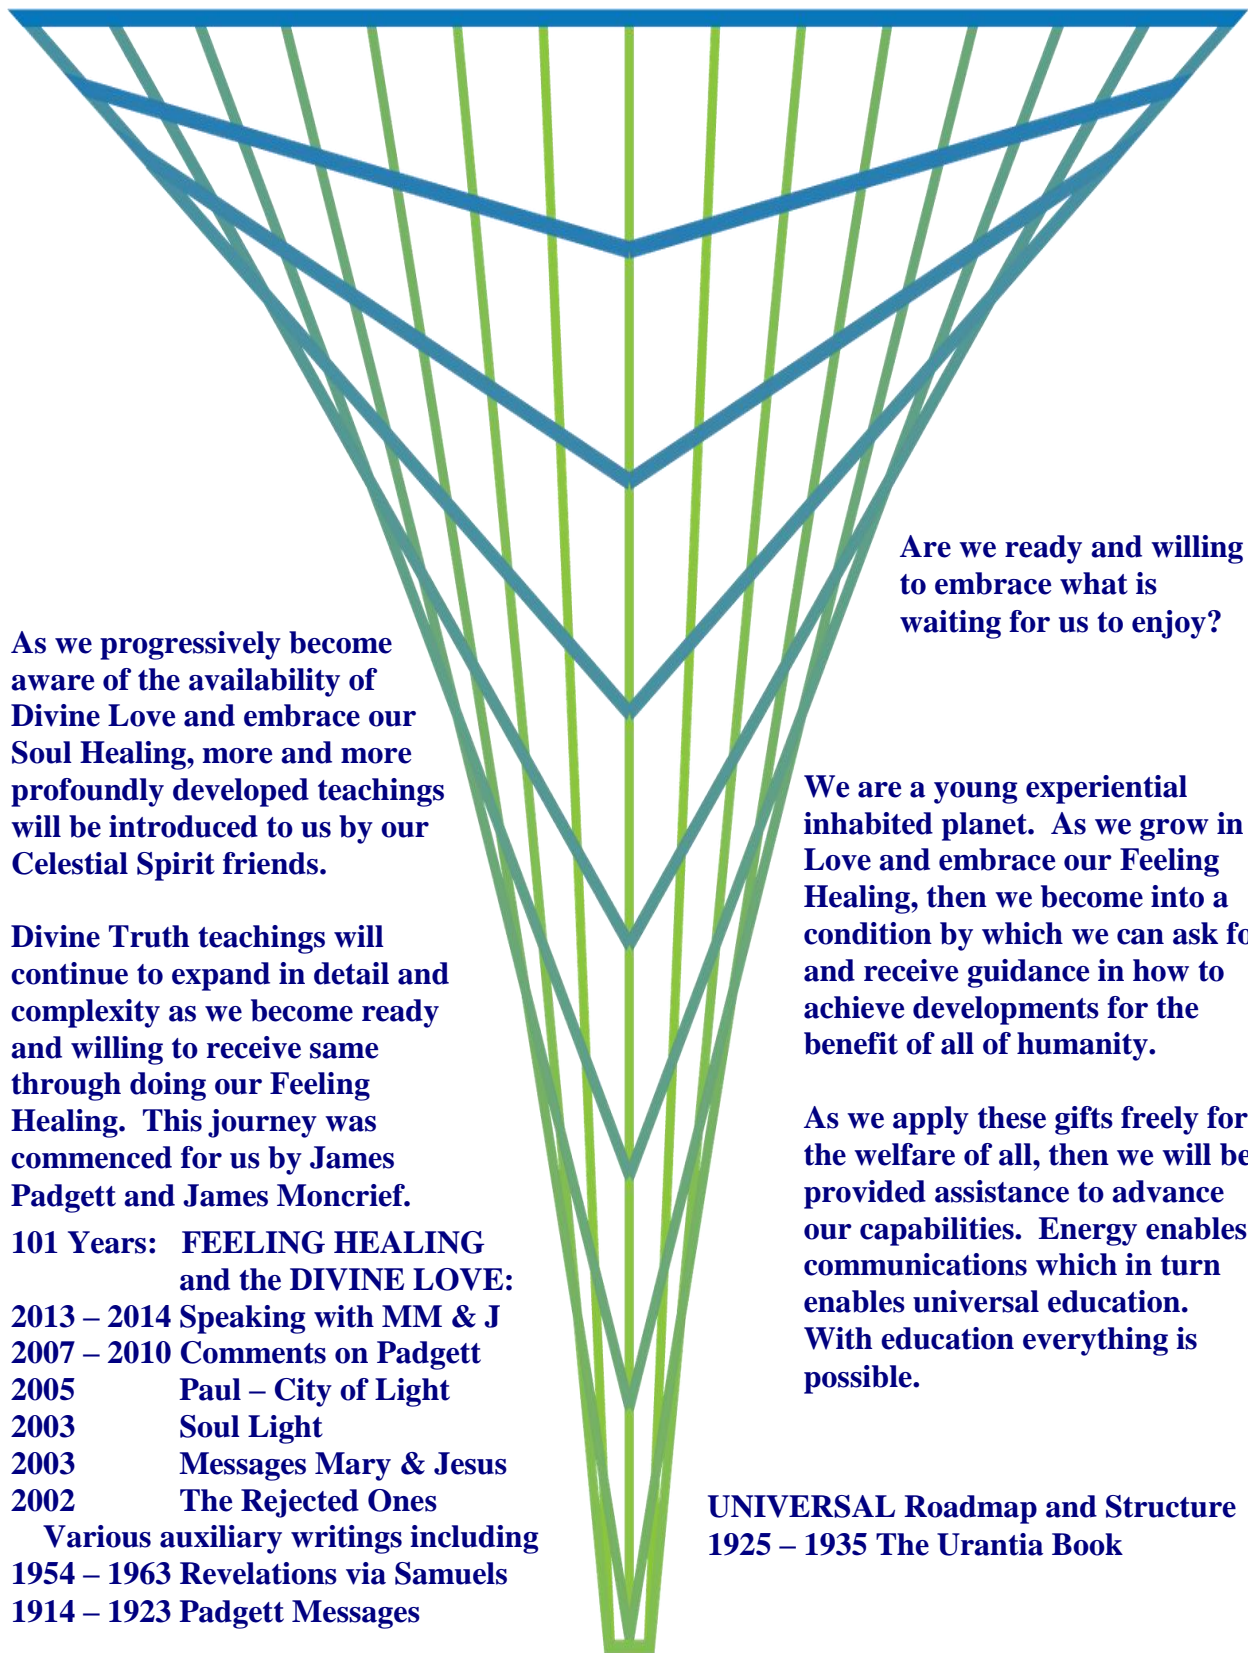 Are we ready and willing
to embrace what is
waiting for us to enjoy?
As we progressively become
aware of the availability of
Divine Love and embrace our
Soul Healing, more and more
profoundly developed teachings
will be introduced to us by our
Celestial Spirit friends.
Divine Truth teachings will
continue to expand in detail and
complexity as we become ready
and willing to receive same
through doing our Feeling
Healing.  This journey was
commenced for us by James
Padgett and James Moncrief.
101 Years:   FEELING HEALING
and the DIVINE LOVE:
2013 – 2014 Speaking with MM & J
2007 – 2010 Comments on Padgett
2005 Paul – City of Light
2003 Soul Light
2003 Messages Mary & Jesus
2002 The Rejected Ones
Various auxiliary writings including
1954 – 1963 Revelations via Samuels
1914 – 1923 Padgett Messages
We are a young experiential
inhabited planet.  As we grow in
Love and embrace our Feeling
Healing, then we become into a
condition by which we can ask fo
and receive guidance in how to
achieve developments for the
benefit of all of humanity.
As we apply these gifts freely for
the welfare of all, then we will be
provided assistance to advance
our capabilities.  Energy enables
communications which in turn
enables universal education.
With education everything is
possible.
UNIVERSAL Roadmap and Structure
1925 – 1935 The Urantia Book